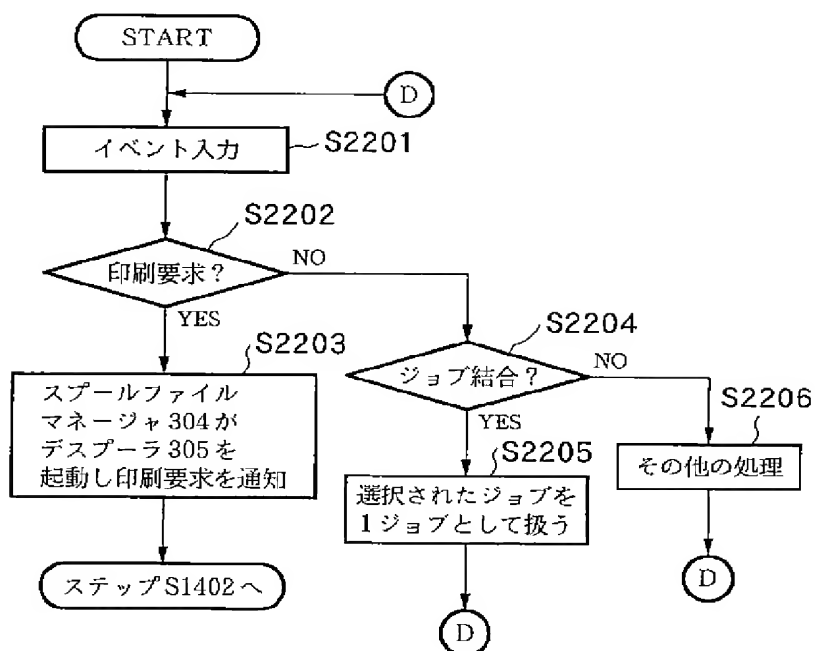 START
D
イベント入力
S2201
S2202
印刷要求?
NO
YES
S2203
スプールファイル
マネージャ304が
デスプーラ305を
起動し印刷要求を通知
ステップS1402へ
S2204
ジョブ結合?
NO
YES
S2205
選択されたジョブを
1ジョブとして扱う
D
S2206
その他の処理
D